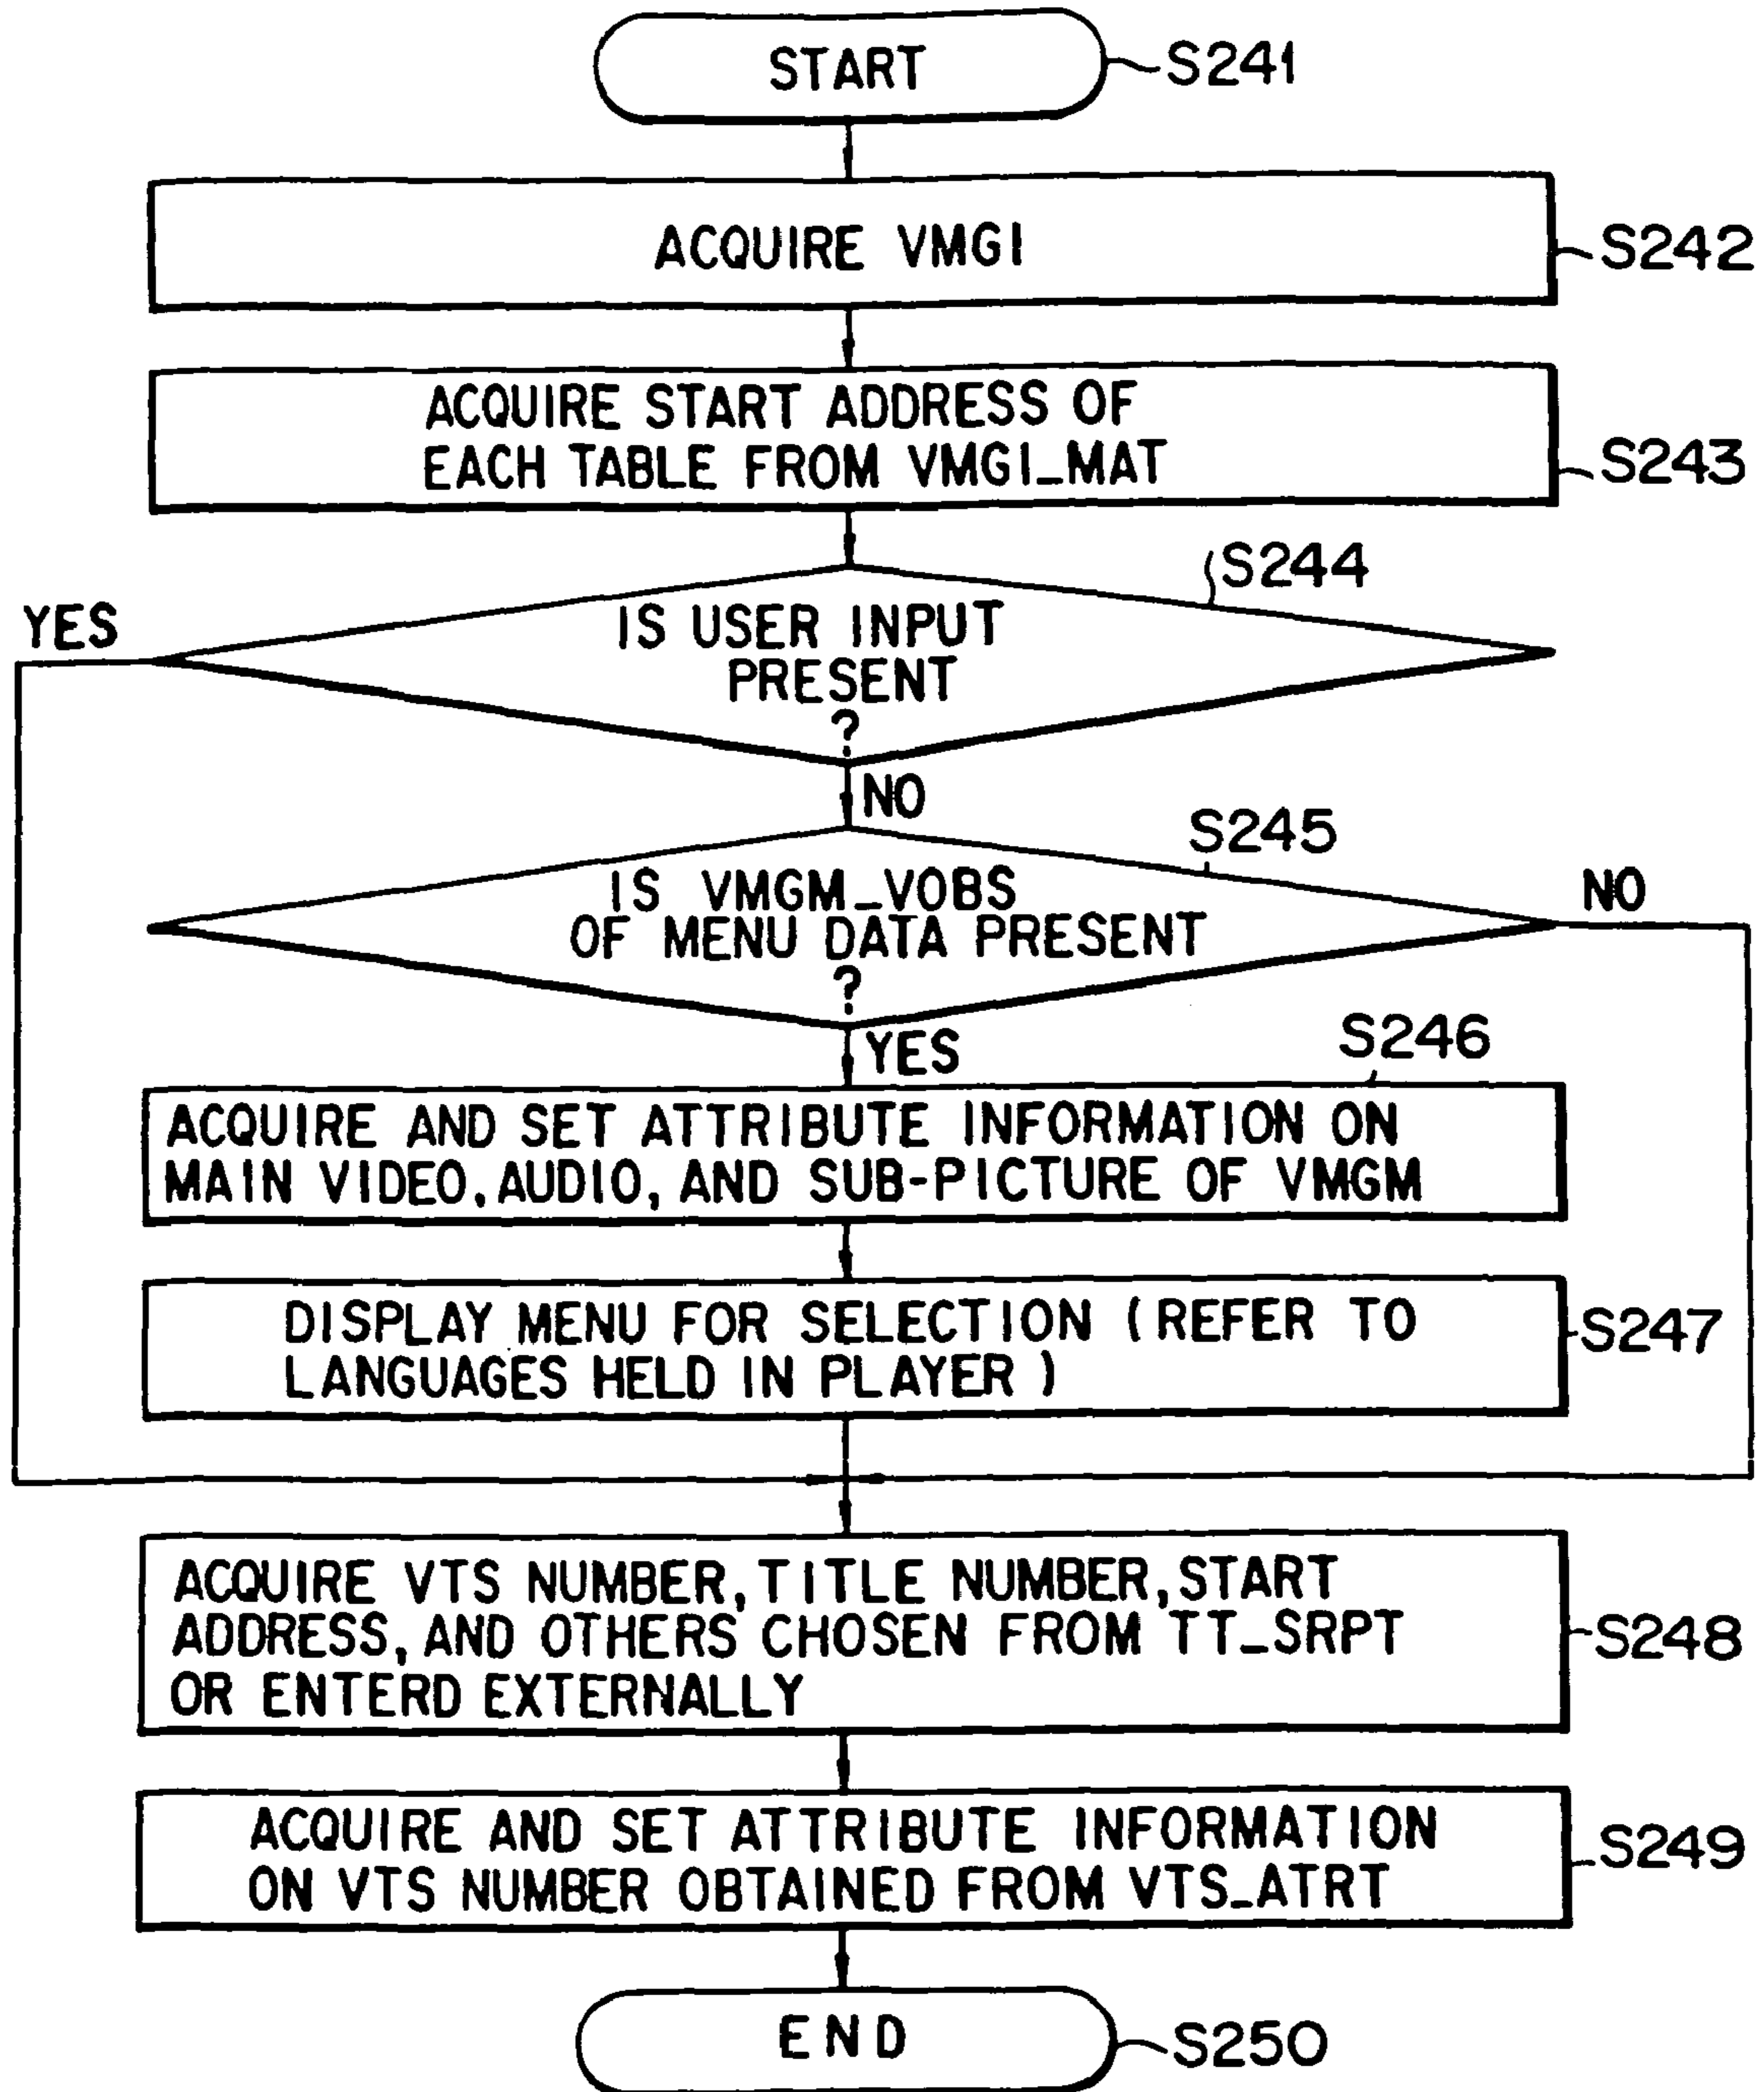 START
S241
ACQUIRE VMGI
S242
ACQUIRE START ADDRESS OF
EACH TABLE FROM VMGI_MAT
S243
S244
YES
IS USER INPUT
PRESENT
?
NO
S245
IS VMGM_VOBS
OF MENU DATA PRESENT
?
NO
YES
S246
ACQUIRE AND SET ATTRIBUTE INFORMATION ON
MAIN VIDEO, AUDIO, AND SUB-PICTURE OF VMGM
DISPLAY MENU FOR SELECTION (REFER TO
LANGUAGES HELD IN PLAYER)
S247
ACQUIRE VTS NUMBER, TITLE NUMBER, START
ADDRESS, AND OTHERS CHOSEN FROM TT_SRPT
OR ENTERD EXTERNALLY
S248
ACQUIRE AND SET ATTRIBUTE INFORMATION
ON VTS NUMBER OBTAINED FROM VTS_ATRT
S249
END
S250